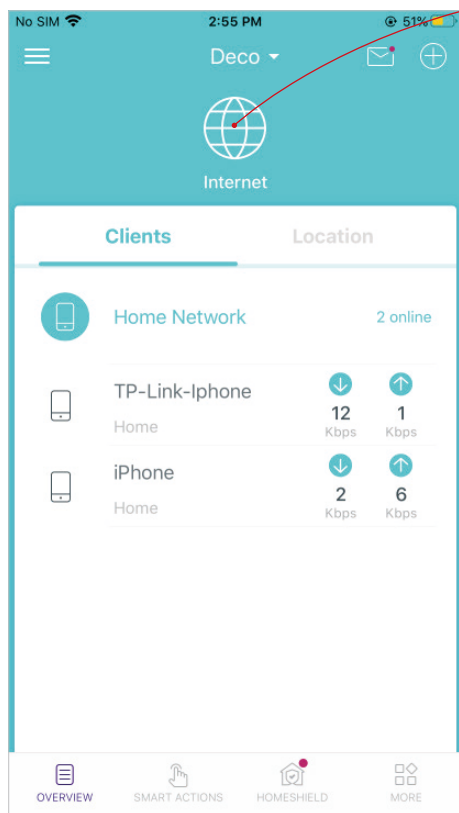 No SIM 2:55 PM 51%
Deco
Internet
Clients Location
Home Network 2 online
TP-Link-Iphone
Home
12 1
Kbps Kbps
iPhone
Home
2 6
Kbps Kbps
OVERVIEW SMART ACTIONS HOMESHIELD MORE